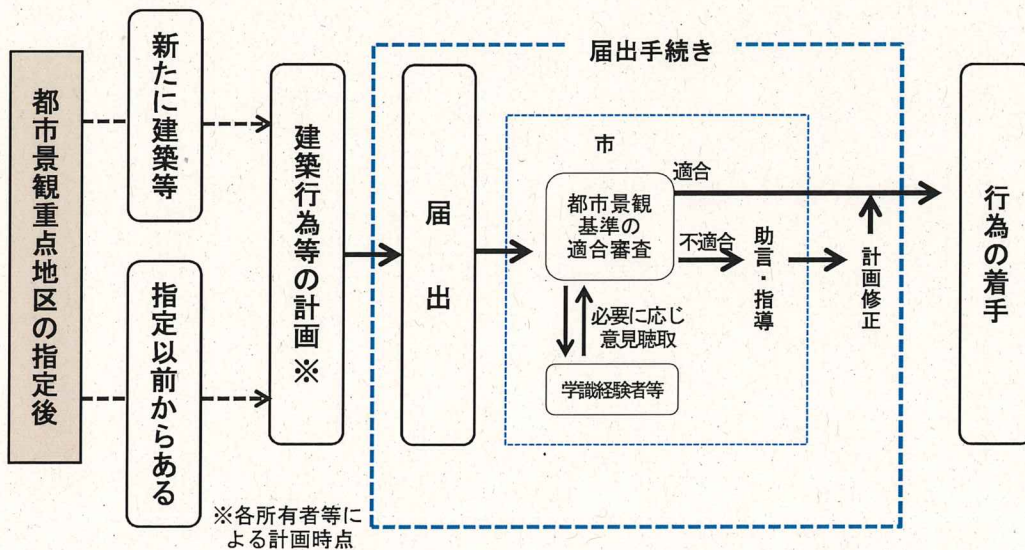 都市景観重点地区の指定後
新たに建築等
指定以前からある
建築行為等の計画※
※各所有者等に
よる計画時点
届出手続き
届出
市
都市景観
基準の
適合審査
適合
不適合
必要に応じ
意見聴取
学識経験者等
助言・指導
計画修正
行為の着手